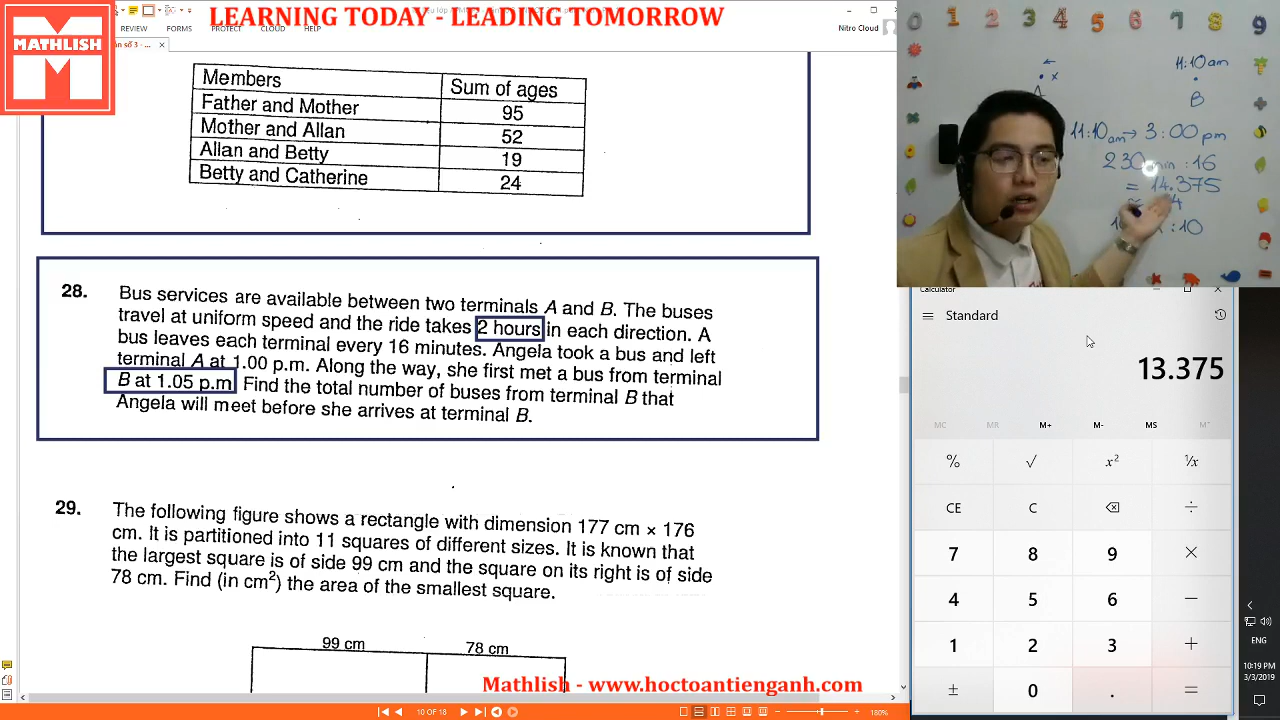 LEARNING TODAY - LEADING TOMORROW
MATHLISH
REVIEW FORMS PROTECT CLOUD HELP
Nitro Cloud
Members Sum of ages
Father and Mother 95
Mother and Allan 52
Allan and Betty 19
Betty and Catherine 24
11:10am
x
A
B
11:10am → 3:00 pm
230 min : 16
= 14.375
: 10
28. Bus services are available between two terminals A and B. The buses
travel at uniform speed and the ride takes 2 hours in each direction. A
bus leaves each terminal every 16 minutes. Angela took a bus and left
terminal A at 1.00 p.m. Along the way, she first met a bus from terminal
B at 1.05 p.m. Find the total number of buses from terminal B that
Angela will meet before she arrives at terminal B.
29. The following figure shows a rectangle with dimension 177 cm × 176
cm. It is partitioned into 11 squares of different sizes. It is known that
the largest square is of side 99 cm and the square on its right is of side
78 cm. Find (in cm²) the area of the smallest square.
99 cm 78 cm
Mathlish - www.hoctoantienganh.com
10 OF 18
180%
Calculator
Standard
13.375
MC MR M+ M- MS M˅
% √ x² ¹/x
CE C ⌫ ÷
7 8 9 ×
4 5 6 −
1 2 3 +
± 0 . =
ENG
10:19 PM
3/3/2019
0 1 2 3 4 5 6 7 8 9